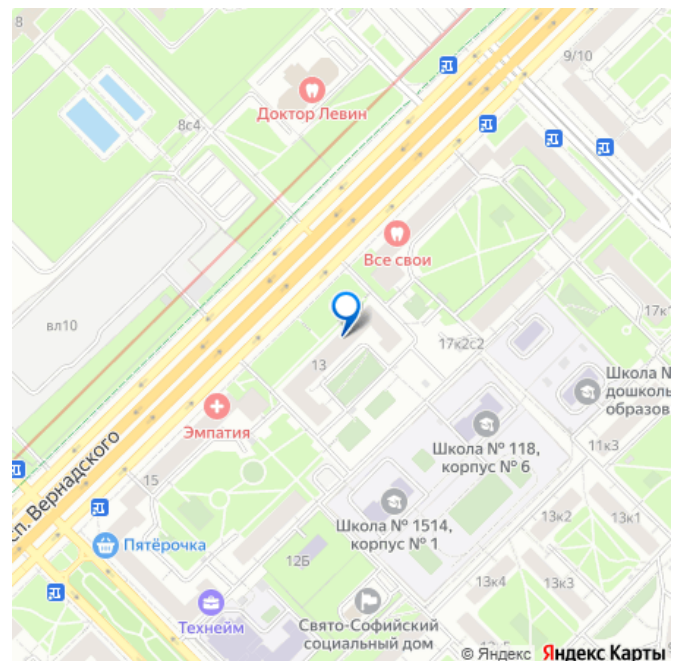 8
9/10
Доктор Левин
8с4
Все свои
вл10
17к1
17к2с2
13
Школа №
дошколь
образов
Эмпатия
Школа № 118,
корпус № 6
11к3
сп. Вернадского
15
Школа № 1514,
корпус № 1
13к2
13к1
Пятёрочка
12Б
13к4
13к3
Технейм
Свято-Софийский
социальный дом
© Яндекс Яндекс Карты